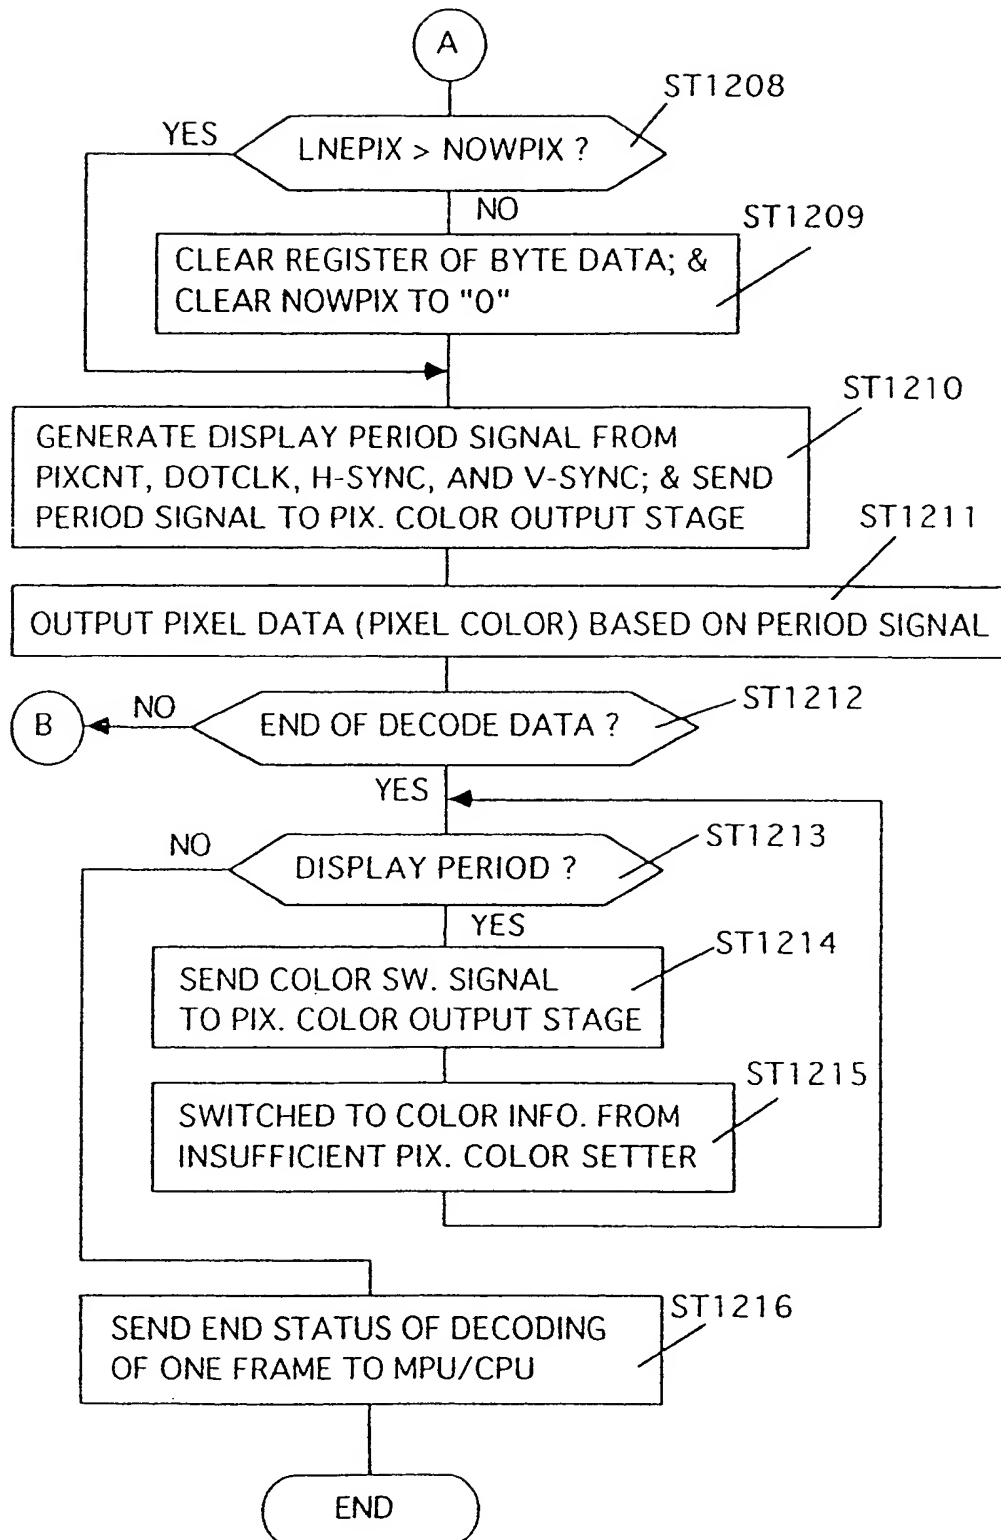 A
ST1208
YES
LNEPIX > NOWPIX ?
NO
ST1209
CLEAR REGISTER OF BYTE DATA; &
CLEAR NOWPIX TO "0"
ST1210
GENERATE DISPLAY PERIOD SIGNAL FROM
PIXCNT, DOTCLK, H-SYNC, AND V-SYNC; & SEND
PERIOD SIGNAL TO PIX. COLOR OUTPUT STAGE
ST1211
OUTPUT PIXEL DATA (PIXEL COLOR) BASED ON PERIOD SIGNAL
ST1212
B
NO
END OF DECODE DATA ?
YES
ST1213
NO
DISPLAY PERIOD ?
YES
ST1214
SEND COLOR SW. SIGNAL
TO PIX. COLOR OUTPUT STAGE
ST1215
SWITCHED TO COLOR INFO. FROM
INSUFFICIENT PIX. COLOR SETTER
ST1216
SEND END STATUS OF DECODING
OF ONE FRAME TO MPU/CPU
END